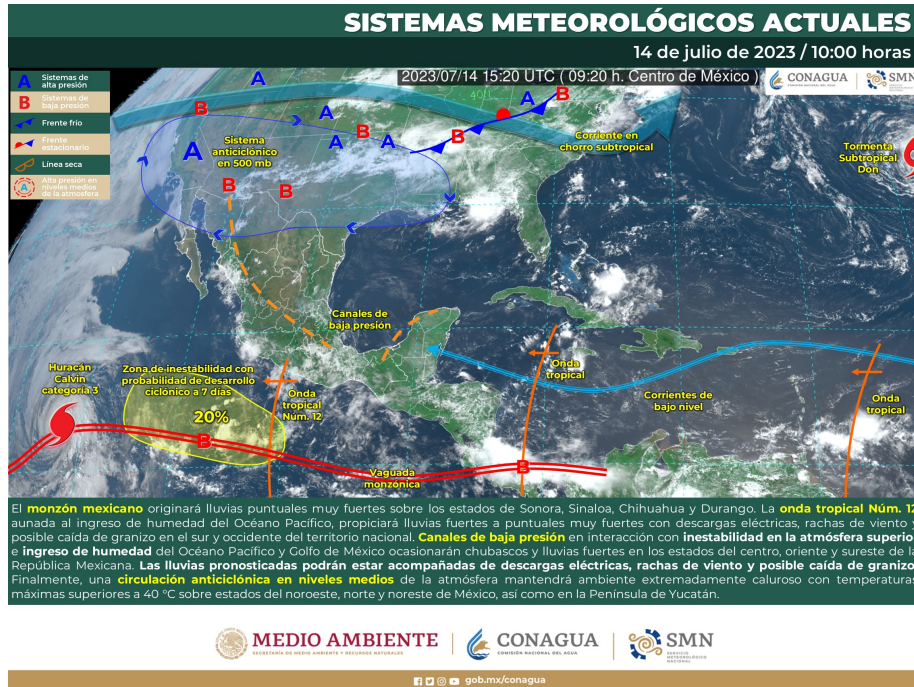 SISTEMAS METEOROLÓGICOS ACTUALES
14 de julio de 2023 / 10:00 horas
2023/07/14 15:20 UTC ( 09:20 h. Centro de México )
CONAGUA
COMISIÓN NACIONAL DEL AGUA
SMN
A Sistemas de
alta presión
B Sistemas de
baja presión
Frente frío
Frente
estacionario
Línea seca
A Alta presión en
niveles medios
de la atmosfera
A
B
A
A
B
40
B
A
A
A
B
B
B
Sistema
anticiclónico
en 500 mb
Corriente en
chorro subtropical
Tormenta
Subtropical
Don
Canales de
baja presión
Huracán
Calvin
categoría 3
Zona de inestabilidad con
probabilidad de desarrollo
ciclónico a 7 días
20%
B
Onda
tropical
Núm. 12
Onda
tropical
Corrientes de
bajo nivel
Onda
tropical
Vaguada
monzónica
B
El monzón mexicano originará lluvias puntuales muy fuertes sobre los estados de Sonora, Sinaloa, Chihuahua y Durango. La onda tropical Núm. 12
aunada al ingreso de humedad del Océano Pacífico, propiciará lluvias fuertes a puntuales muy fuertes con descargas eléctricas, rachas de viento y
posible caída de granizo en el sur y occidente del territorio nacional. Canales de baja presión en interacción con inestabilidad en la atmósfera superio
e ingreso de humedad del Océano Pacífico y Golfo de México ocasionarán chubascos y lluvias fuertes en los estados del centro, oriente y sureste de la
República Mexicana. Las lluvias pronosticadas podrán estar acompañadas de descargas eléctricas, rachas de viento y posible caída de granizo
Finalmente, una circulación anticiclónica en niveles medios de la atmósfera mantendrá ambiente extremadamente caluroso con temperaturas
máximas superiores a 40 °C sobre estados del noroeste, norte y noreste de México, así como en la Península de Yucatán.
MEDIO AMBIENTE
SECRETARÍA DE MEDIO AMBIENTE Y RECURSOS NATURALES
CONAGUA
COMISIÓN NACIONAL DEL AGUA
SMN
SERVICIO
METEOROLÓGICO
NACIONAL
gob.mx/conagua